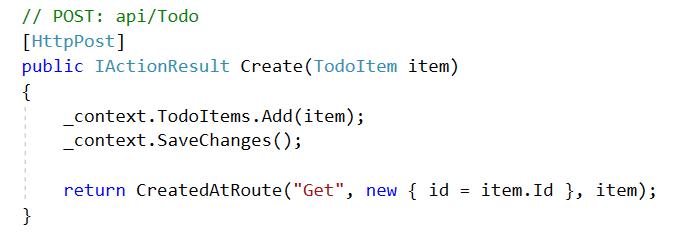 // POST: api/Todo
[HttpPost]
public IActionResult Create(TodoItem item)
{
    _context.TodoItems.Add(item);
    _context.SaveChanges();

    return CreatedAtRoute("Get", new { id = item.Id }, item);
}